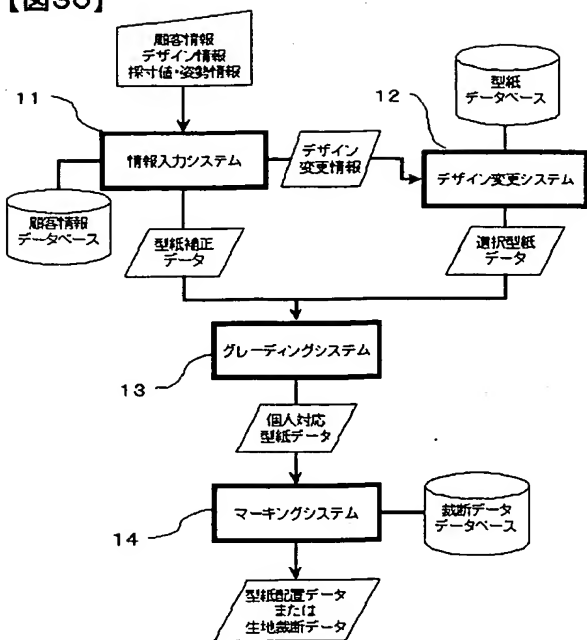 【図36】
顧客情報
デザイン情報
採寸値・姿勢情報
11
情報入力システム
デザイン
変更情報
12
型紙
データベース
デザイン変更システム
顧客情報
データベース
型紙補正
データ
選択型紙
データ
グレーディングシステム
13
個人対応
型紙データ
マーキングシステム
14
裁断データ
データベース
型紙配置データ
または
生地裁断データ